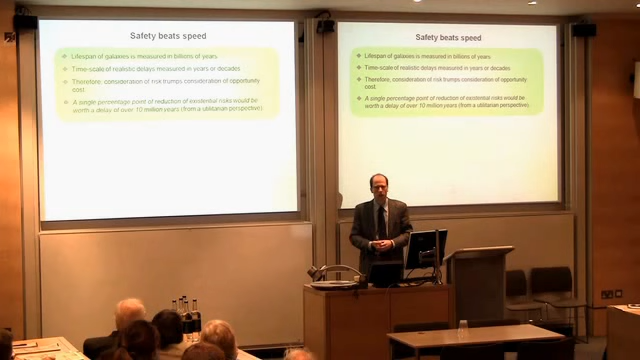 Safety beats speed
Lifespan of galaxies is measured in billions of years
Time-scale of realistic delays measured in years or decades
Therefore, consideration of risk trumps consideration of opportunity
cost
A single percentage point of reduction of existential risks would be
worth a delay of over 10 million years (from a utilitarian perspective).
Safety beats speed
Lifespan of galaxies is measured in billions of years.
Time-scale of realistic delays measured in years or decades
Therefore, consideration of risk trumps consideration of opportunity
cost
A single percentage point of reduction of existential risks would be
worth a delay of over 10 million years (from a utilitarian perspective).